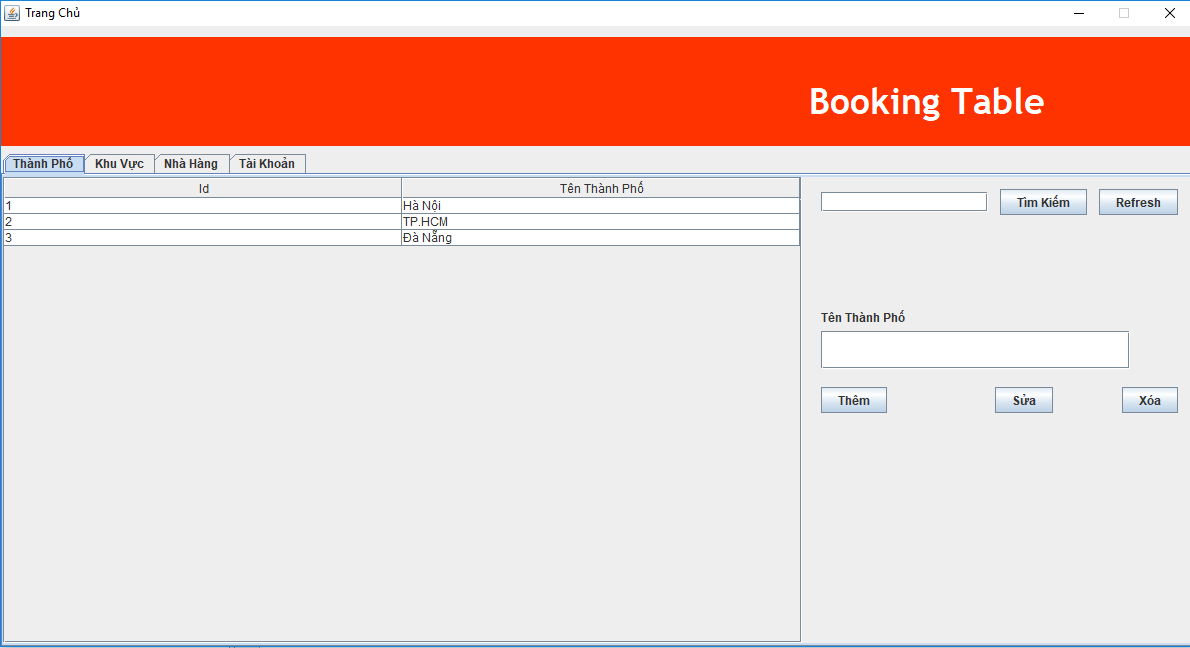 Trang Chủ
Booking Table
Thành Phố Khu Vực Nhà Hàng Tài Khoản
Id Tên Thành Phố
1 Hà Nội
2 TP.HCM
3 Đà Nẵng
Tìm Kiếm Refresh
Tên Thành Phố
Thêm Sửa Xóa